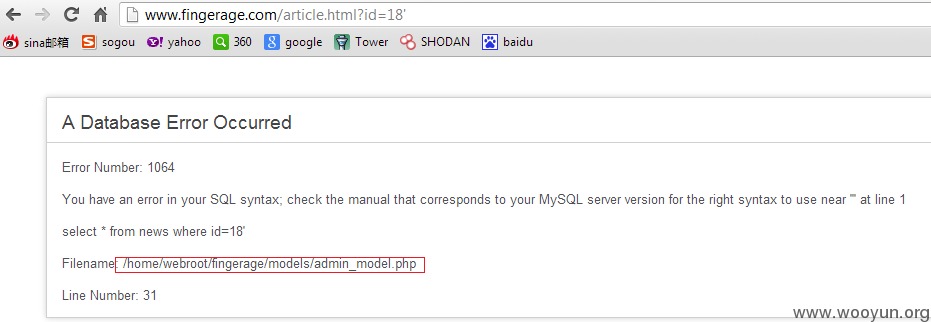 www.fingerage.com/article.html?id=18'
sina邮箱 sogou yahoo 360 google Tower SHODAN baidu
A Database Error Occurred
Error Number: 1064
You have an error in your SQL syntax; check the manual that corresponds to your MySQL server version for the right syntax to use near ''' at line 1
select * from news where id=18'
Filename: /home/webroot/fingerage/models/admin_model.php
Line Number: 31
www.wooyun.org